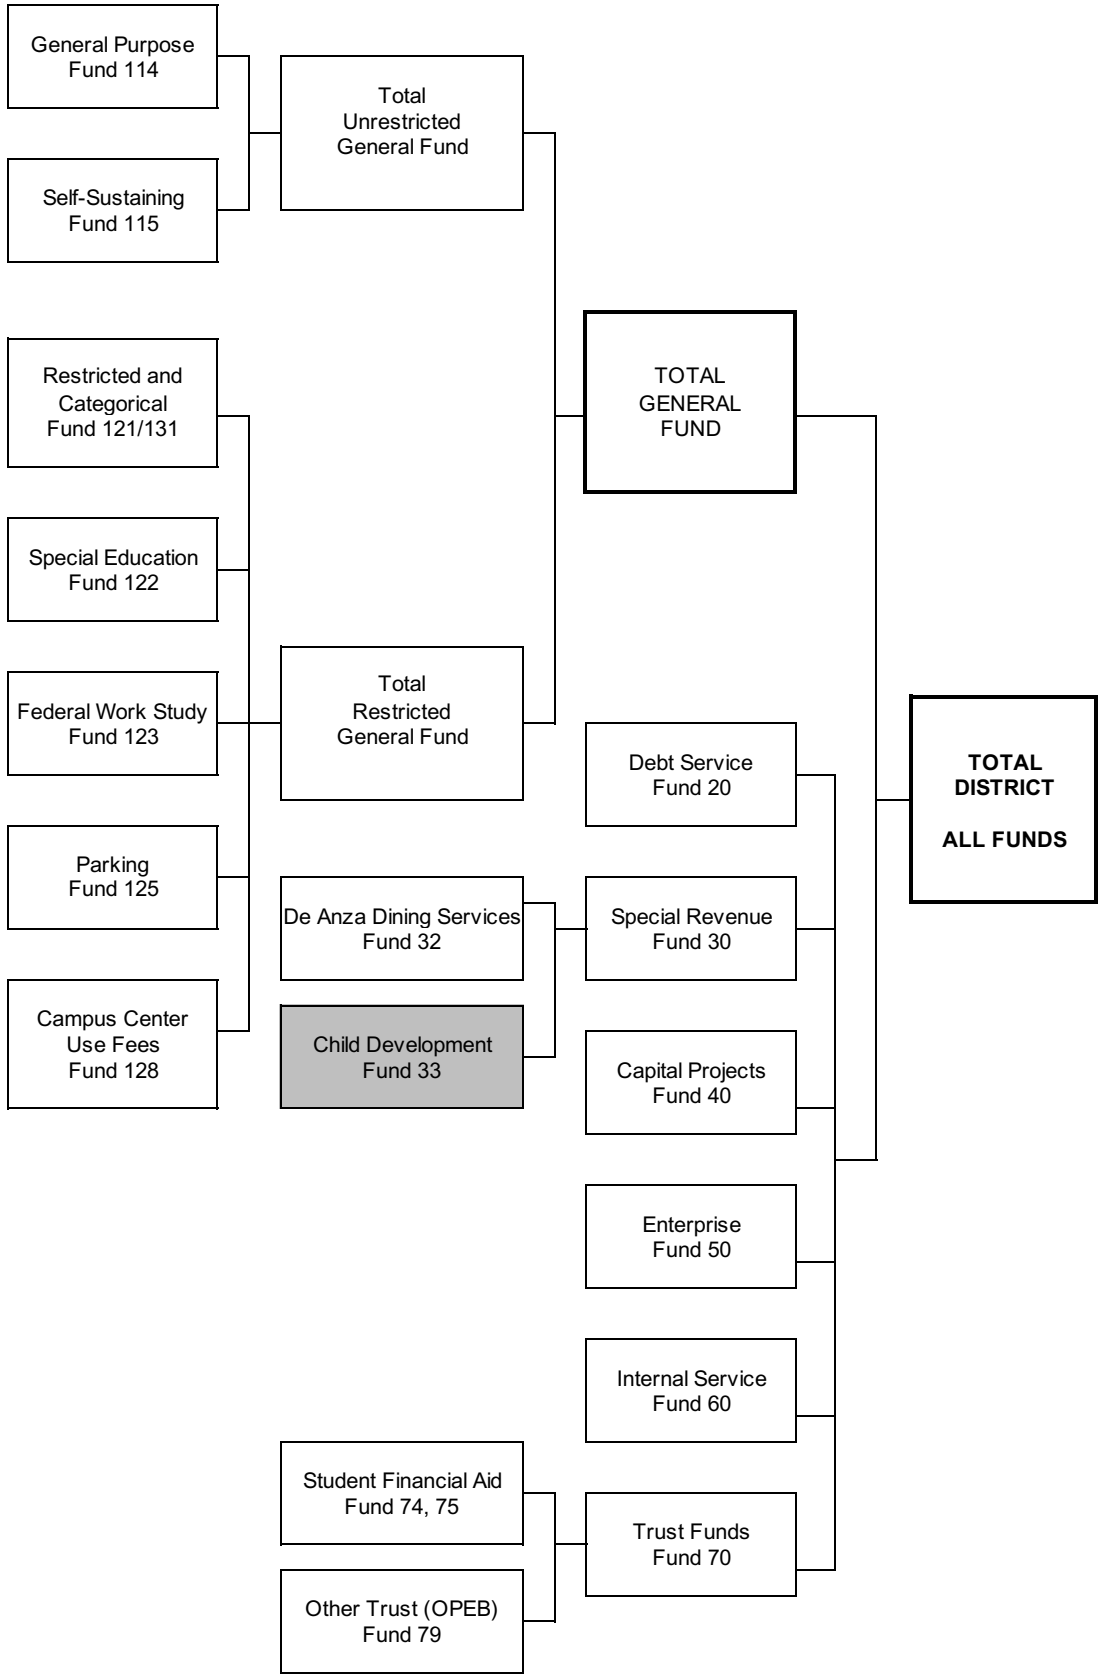 General Purpose
Fund 114
Self-Sustaining
Fund 115
Total
Unrestricted
General Fund
Restricted and
Categorical
Fund 121/131
Special Education
Fund 122
Federal Work Study
Fund 123
Parking
Fund 125
Campus Center
Use Fees
Fund 128
Total
Restricted
General Fund
TOTAL
GENERAL
FUND
De Anza Dining Services
Fund 32
Child Development
Fund 33
Debt Service
Fund 20
Special Revenue
Fund 30
Capital Projects
Fund 40
Enterprise
Fund 50
Internal Service
Fund 60
Student Financial Aid
Fund 74, 75
Other Trust (OPEB)
Fund 79
Trust Funds
Fund 70
TOTAL
DISTRICT
ALL FUNDS